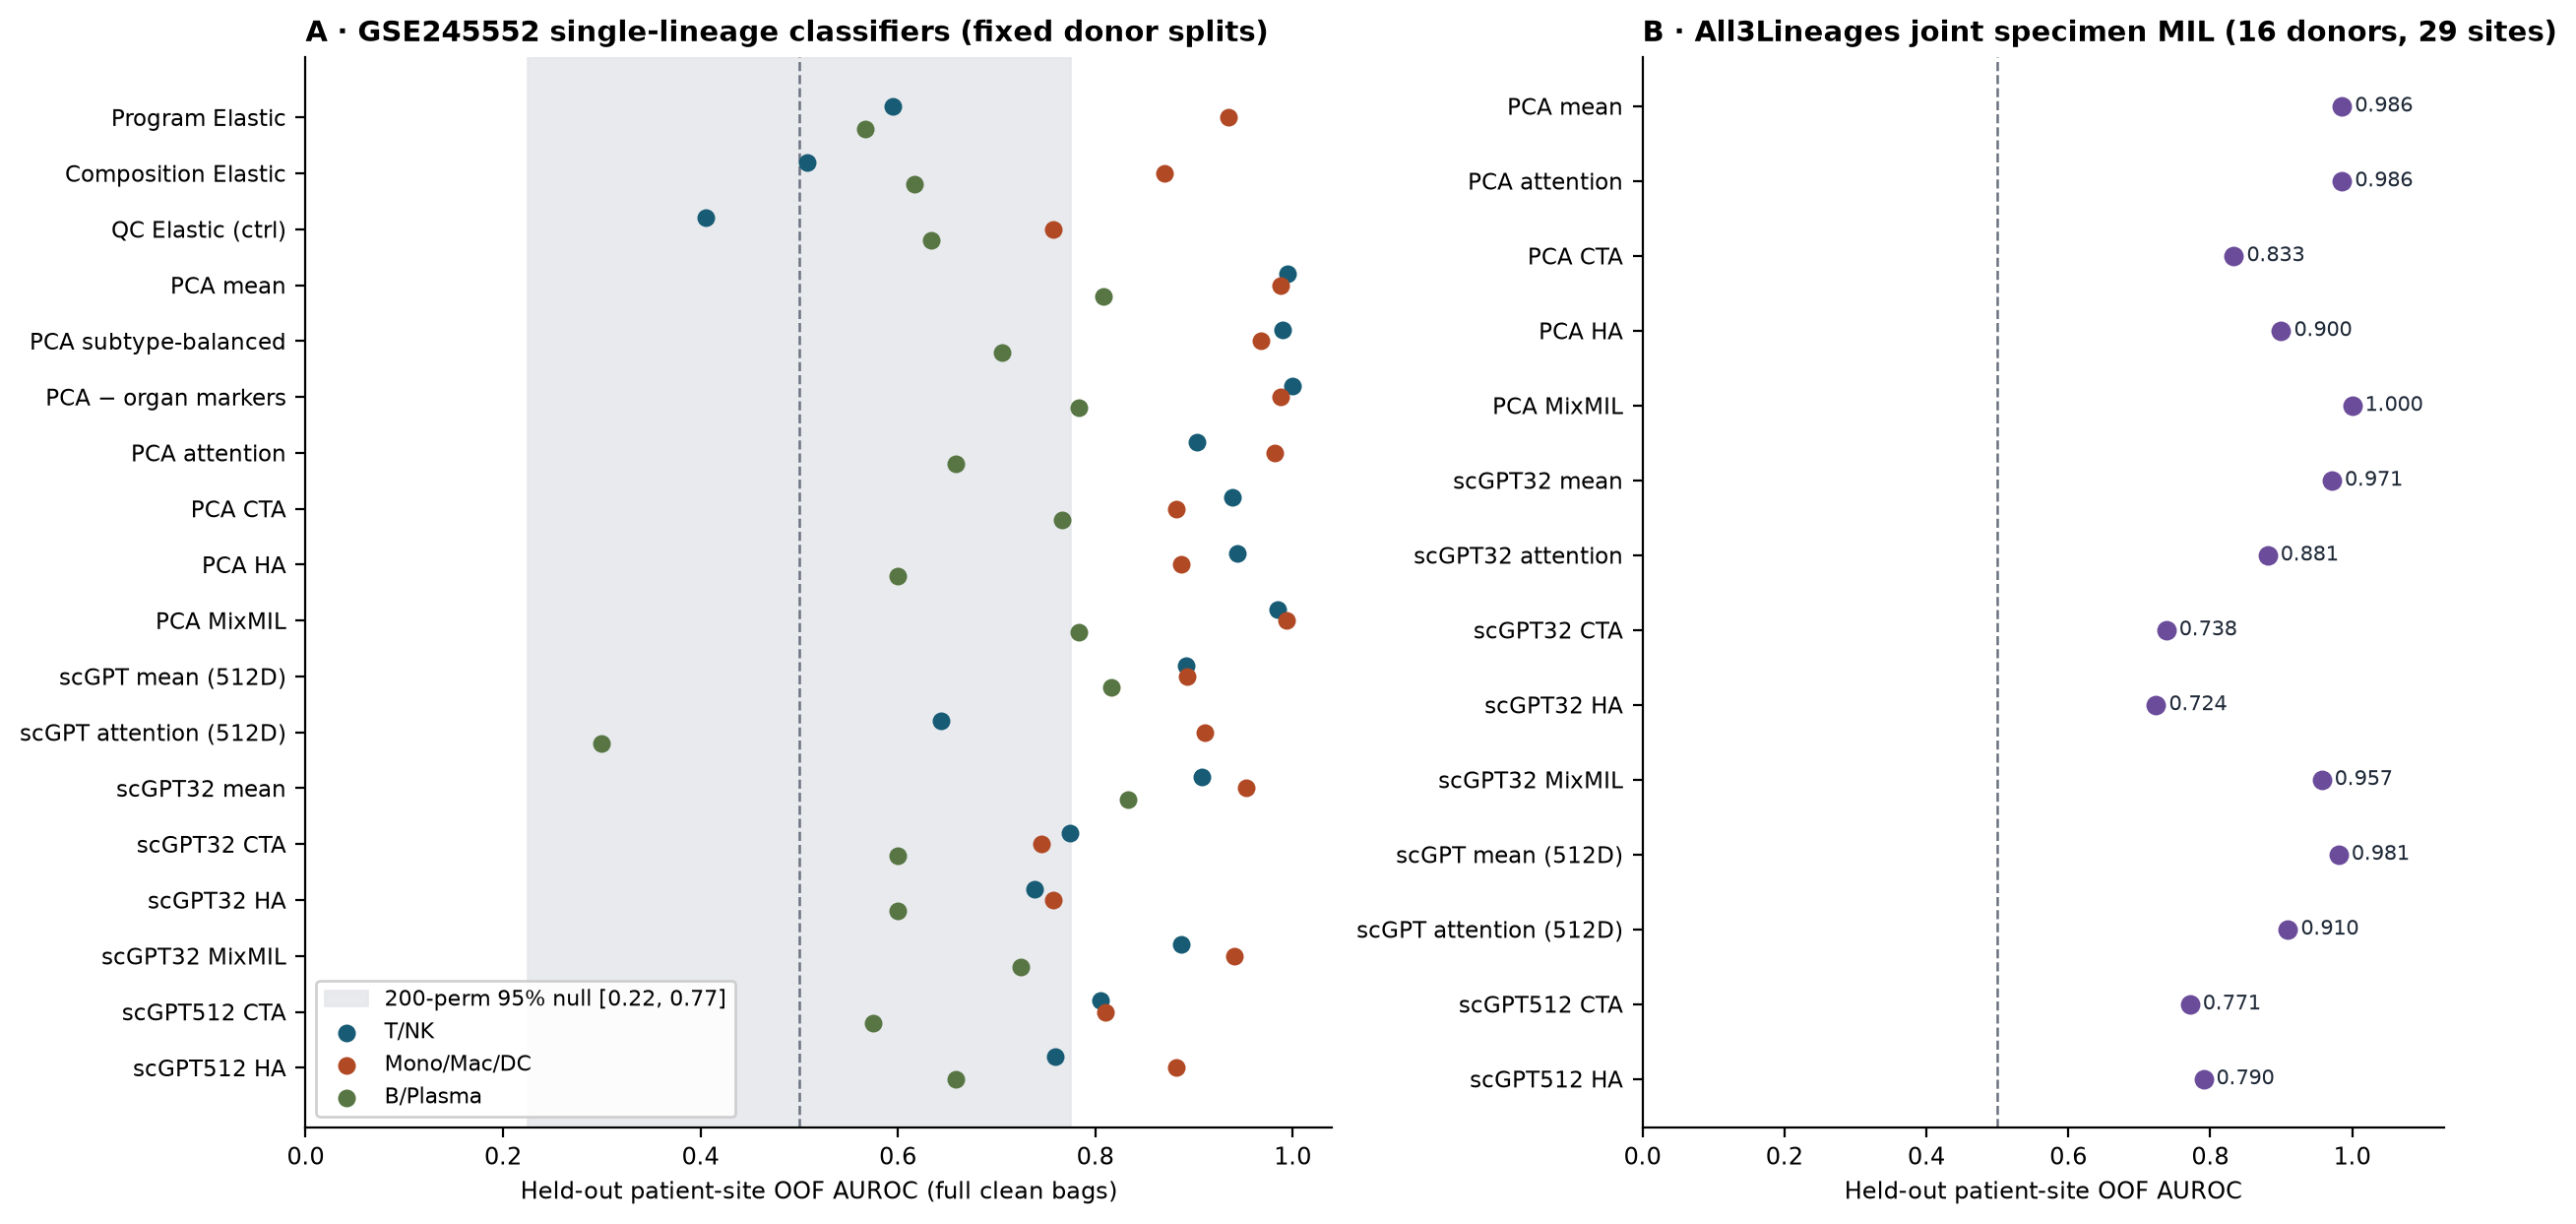 A · GSE245552 single-lineage classifiers (fixed donor splits)
Program Elastic
Composition Elastic
QC Elastic (ctrl)
PCA mean
PCA subtype-balanced
PCA − organ markers
PCA attention
PCA CTA
PCA HA
PCA MixMIL
scGPT mean (512D)
scGPT attention (512D)
scGPT32 mean
scGPT32 CTA
scGPT32 HA
scGPT32 MixMIL
scGPT512 CTA
scGPT512 HA
200-perm 95% null [0.22, 0.77]
T/NK
Mono/Mac/DC
B/Plasma
0.0 0.2 0.4 0.6 0.8 1.0
Held-out patient-site OOF AUROC (full clean bags)
B · All3Lineages joint specimen MIL (16 donors, 29 sites)
PCA mean 0.986
PCA attention 0.986
PCA CTA 0.833
PCA HA 0.900
PCA MixMIL 1.000
scGPT32 mean 0.971
scGPT32 attention 0.881
scGPT32 CTA 0.738
scGPT32 HA 0.724
scGPT32 MixMIL 0.957
scGPT mean (512D) 0.981
scGPT attention (512D) 0.910
scGPT512 CTA 0.771
scGPT512 HA 0.790
0.0 0.2 0.4 0.6 0.8 1.0
Held-out patient-site OOF AUROC